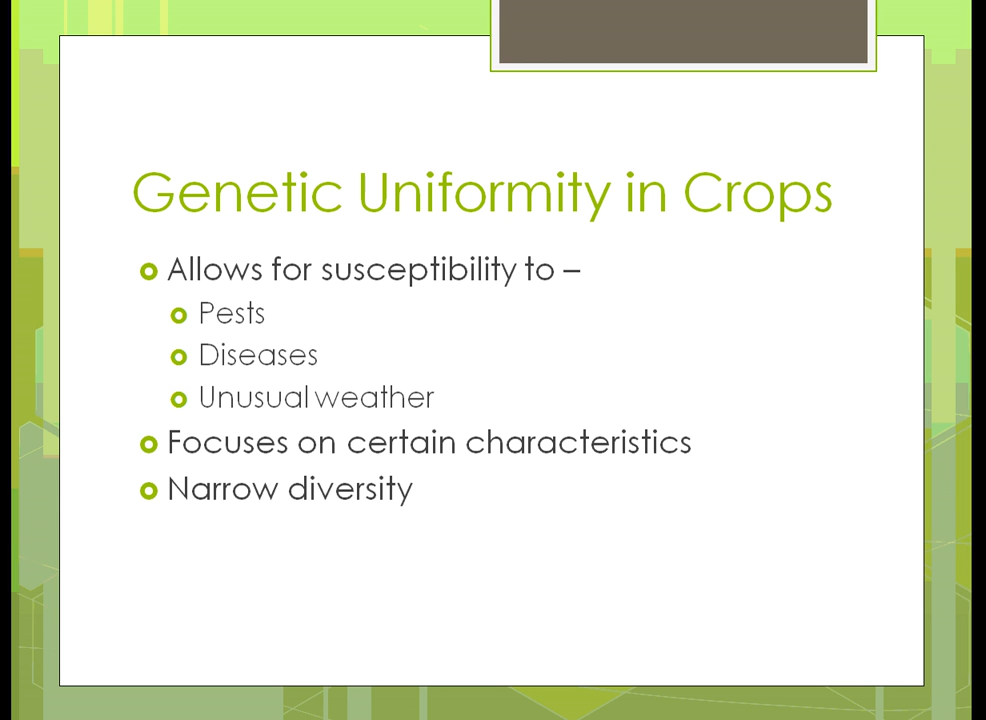 Genetic Uniformity in Crops
Allows for susceptibility to –
Pests
Diseases
Unusual weather
Focuses on certain characteristics
Narrow diversity